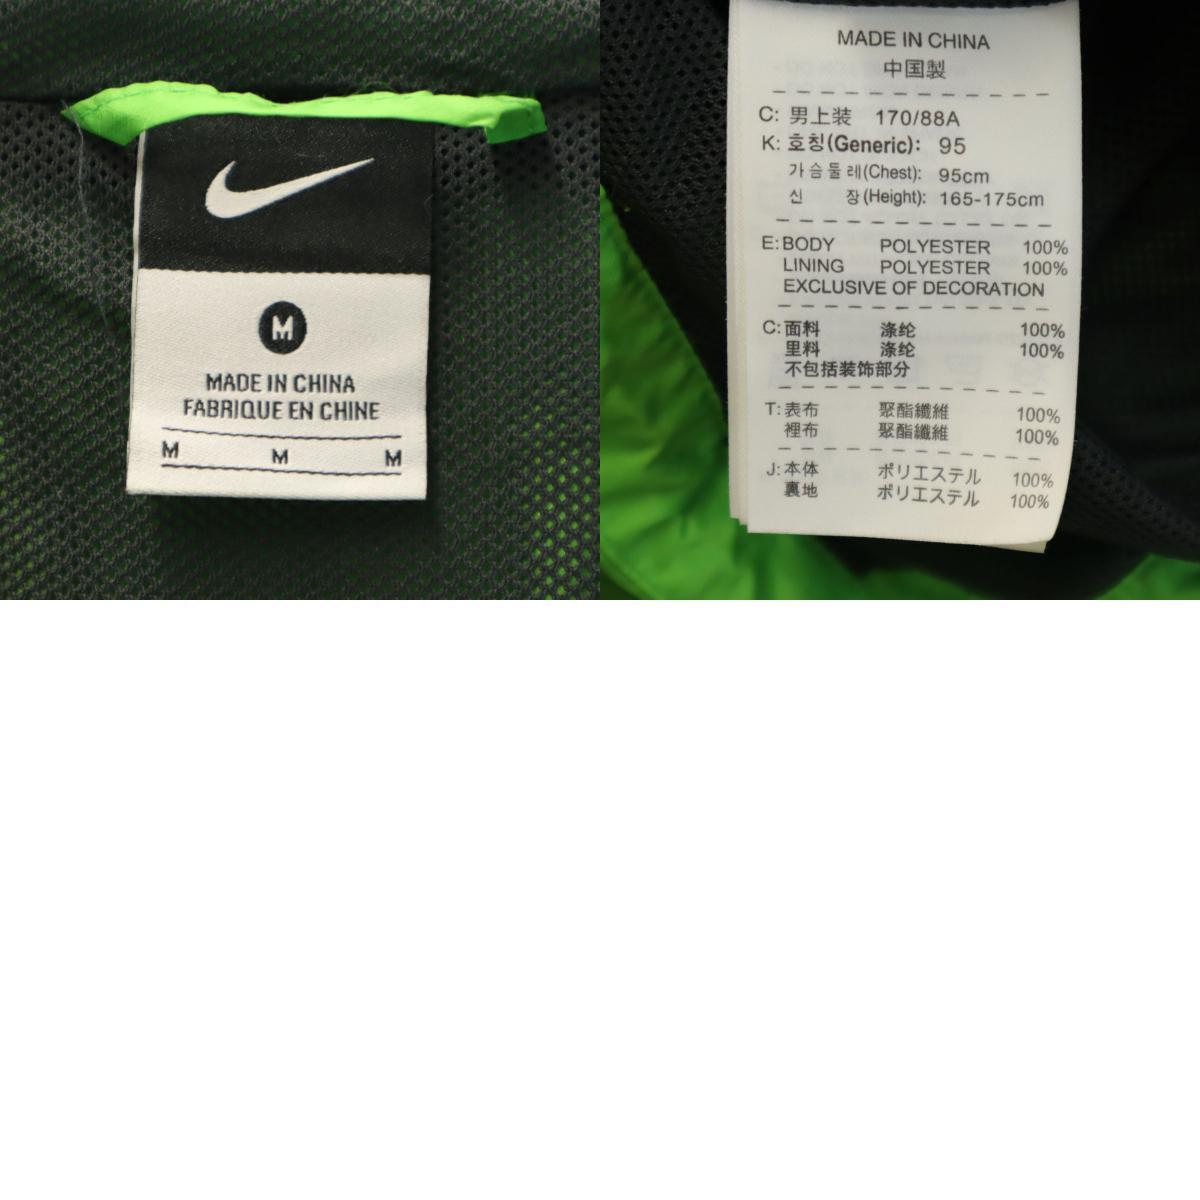 M
MADE IN CHINA
FABRIQUE EN CHINE
M M M
MADE IN CHINA
中国製
C: 男上装 170/88A
K: 호칭(Generic): 95
가슴둘레(Chest): 95cm
신 장(Height): 165-175cm
E: BODY POLYESTER 100%
LINING POLYESTER 100%
EXCLUSIVE OF DECORATION
C: 面料 涤纶 100%
里料 涤纶 100%
不包括装饰部分
T: 表布 聚酯纖維 100%
裡布 聚酯纖維 100%
J: 本体 ポリエステル 100%
裏地 ポリエステル 100%